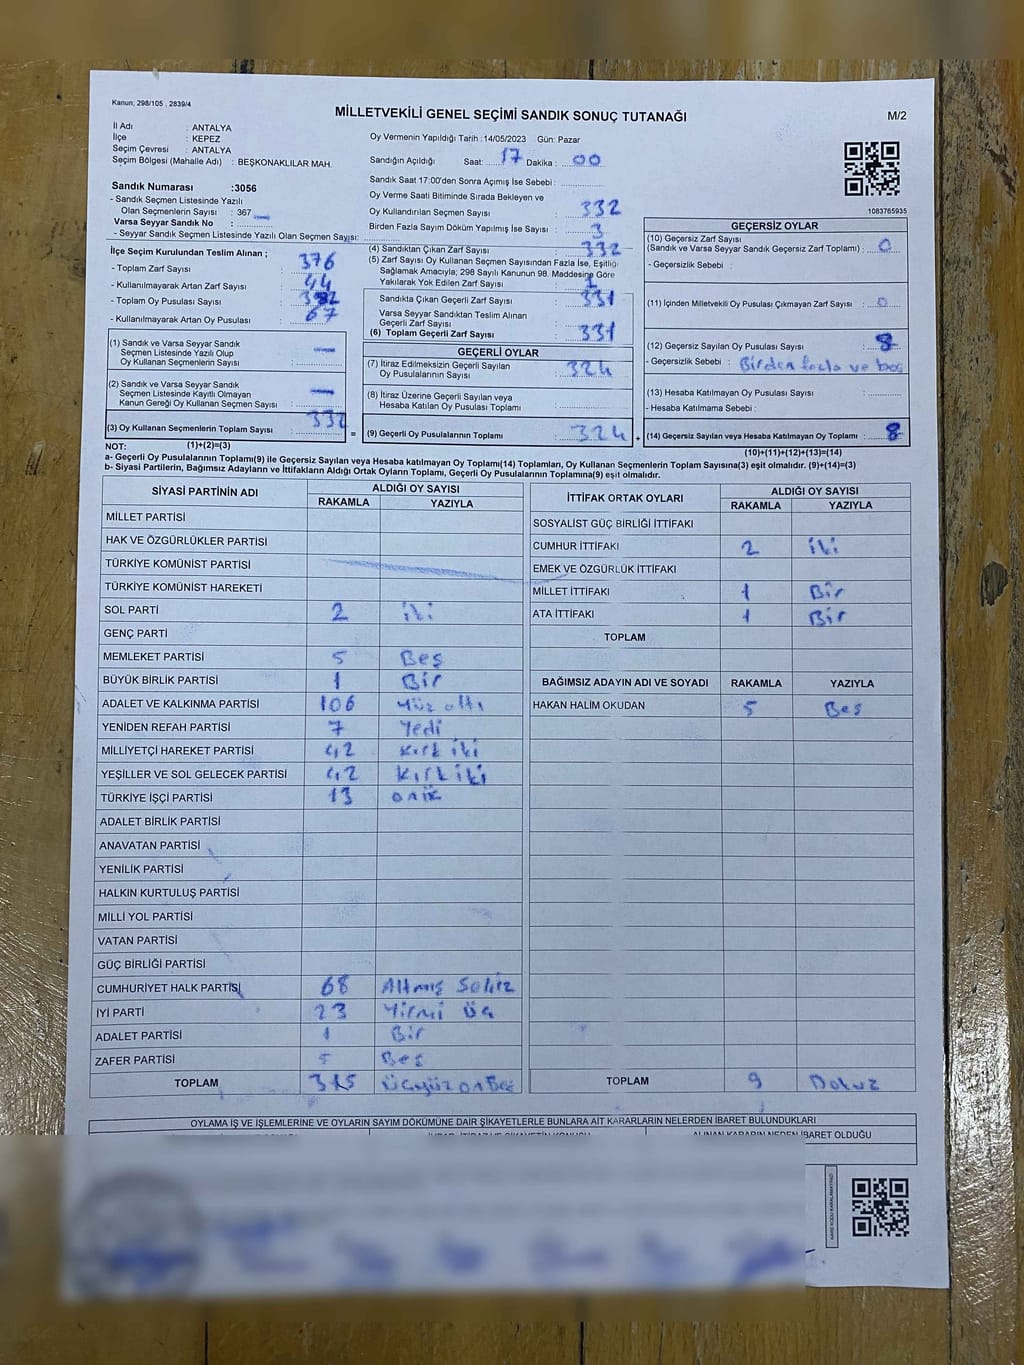 Kanun; 298/105 , 2839/4
MİLLETVEKİLİ GENEL SEÇİMİ SANDIK SONUÇ TUTANAĞI
M/2
İl Adı : ANTALYA
İlçe : KEPEZ
Seçim Çevresi : ANTALYA
Seçim Bölgesi (Mahalle Adı) : BEŞKONAKLILAR MAH.
Oy Vermenin Yapıldığı Tarih : 14/05/2023 Gün: Pazar
Sandığın Açıldığı Saat: 17 Dakika : 00
Sandık Saat 17:00'den Sonra Açımış İse Sebebi :
Sandık Numarası :3056
- Sandık Seçmen Listesinde Yazılı
Olan Seçmenlerin Sayısı : 367
Varsa Seyyar Sandık No :
- Seyyar Sandık Seçmen Listesinde Yazılı Olan Seçmen Sayısı:
Oy Verme Saati Bitiminde Sırada Bekleyen ve
Oy Kullandırılan Seçmen Sayısı : 332
Birden Fazla Sayım Döküm Yapılmış İse Sayısı : 3
1083765935
İlçe Seçim Kurulundan Teslim Alınan ;
- Toplam Zarf Sayısı : 376
- Kullanılmayarak Artan Zarf Sayısı : 44
- Toplam Oy Pusulası Sayısı :
- Kullanılmayarak Artan Oy Pusulası : 67
(4) Sandıktan Çıkan Zarf Sayısı : 332
(5) Zarf Sayısı Oy Kullanan Seçmen Sayısından Fazla İse, Eşitliği
Sağlamak Amacıyla; 298 Sayılı Kanunun 98. Maddesine Göre
Yakılarak Yok Edilen Zarf Sayısı :
Sandıkta Çıkan Geçerli Zarf Sayısı : 331
Varsa Seyyar Sandıktan Teslim Alınan
Geçerli Zarf Sayısı :
(6) Toplam Geçerli Zarf Sayısı : 331
GEÇERSİZ OYLAR
(10) Geçersiz Zarf Sayısı
(Sandık ve Varsa Seyyar Sandık Geçersiz Zarf Toplamı) : 0
- Geçersizlik Sebebi :
(11) İçinden Milletvekili Oy Pusulası Çıkmayan Zarf Sayısı : 0
(12) Geçersiz Sayılan Oy Pusulası Sayısı : 8
- Geçersizlik Sebebi : Birden fazla ve boş
(13) Hesaba Katılmayan Oy Pusulası Sayısı :
- Hesaba Katılmama Sebebi :
(14) Geçersiz Sayılan veya Hesaba Katılmayan Oy Toplamı : 8
(1) Sandık ve Varsa Seyyar Sandık
Seçmen Listesinde Yazılı Olup
Oy Kullanan Seçmenlerin Sayısı :
(2) Sandık ve Varsa Seyyar Sandık
Seçmen Listesinde Kayıtlı Olmayan
Kanun Gereği Oy Kullanan Seçmen Sayısı :
(3) Oy Kullanan Seçmenlerin Toplam Sayısı : 332 =
GEÇERLİ OYLAR
(7) İtiraz Edilmeksizin Geçerli Sayılan
Oy Pusulalarının Sayısı : 324
(8) İtiraz Üzerine Geçerli Sayılan veya
Hesaba Katılan Oy Pusulası Toplamı :
(9) Geçerli Oy Pusulalarının Toplamı : 324 +
NOT: (1)+(2)=(3)
(10)+(11)+(12)+(13)=(14)
a- Geçerli Oy Pusulalarının Toplamı(9) ile Geçersiz Sayılan veya Hesaba katılmayan Oy Toplamı(14) Toplamları, Oy Kullanan Seçmenlerin Toplam Sayısına(3) eşit olmalıdır. (9)+(14)=(3)
b- Siyasi Partilerin, Bağımsız Adayların ve İttifakların Aldığı Ortak Oyların Toplamı, Geçerli Oy Pusulalarının Toplamına(9) eşit olmalıdır.
SİYASİ PARTİNİN ADI ALDIĞI OY SAYISI
RAKAMLA YAZIYLA
MİLLET PARTİSİ
HAK VE ÖZGÜRLÜKLER PARTİSİ
TÜRKİYE KOMÜNİST PARTİSİ
TÜRKİYE KOMÜNİST HAREKETİ
SOL PARTİ 2 iki
GENÇ PARTİ
MEMLEKET PARTİSİ 5 Beş
BÜYÜK BİRLİK PARTİSİ 1 Bir
ADALET VE KALKINMA PARTİSİ 106 Yüz altı
YENİDEN REFAH PARTİSİ 7 Yedi
MİLLİYETÇİ HAREKET PARTİSİ 42 Kırk iki
YEŞİLLER VE SOL GELECEK PARTİSİ 42 Kırk iki
TÜRKİYE İŞÇİ PARTİSİ 13
ADALET BİRLİK PARTİSİ
ANAVATAN PARTİSİ
YENİLİK PARTİSİ
HALKIN KURTULUŞ PARTİSİ
MİLLİ YOL PARTİSİ
VATAN PARTİSİ
GÜÇ BİRLİĞİ PARTİSİ
CUMHURİYET HALK PARTİSİ 68 Altmış Sekiz
İYİ PARTİ 23 Yirmi üç
ADALET PARTİSİ 1 Bir
ZAFER PARTİSİ 5 Beş
TOPLAM 315 Üçyüz on Beş
İTTİFAK ORTAK OYLARI ALDIĞI OY SAYISI
RAKAMLA YAZIYLA
SOSYALIST GÜÇ BİRLİĞİ İTTİFAKI
CUMHUR İTTİFAKI 2 iki
EMEK VE ÖZGÜRLÜK İTTİFAKI
MİLLET İTTİFAKI 1 Bir
ATA İTTİFAKI 1 Bir
TOPLAM
BAĞIMSIZ ADAYIN ADI VE SOYADI RAKAMLA YAZIYLA
HAKAN HALİM OKUDAN 5 Beş
TOPLAM 9 Dokuz
OYLAMA İŞ VE İŞLEMLERİNE VE OYLARIN SAYIM DÖKÜMÜNE DAİR ŞİKAYETLERLE BUNLARA AİT KARARLARIN NELERDEN İBARET BULUNDUKLARI
ALINAN KARARIN NEDEN İBARET OLDUĞU